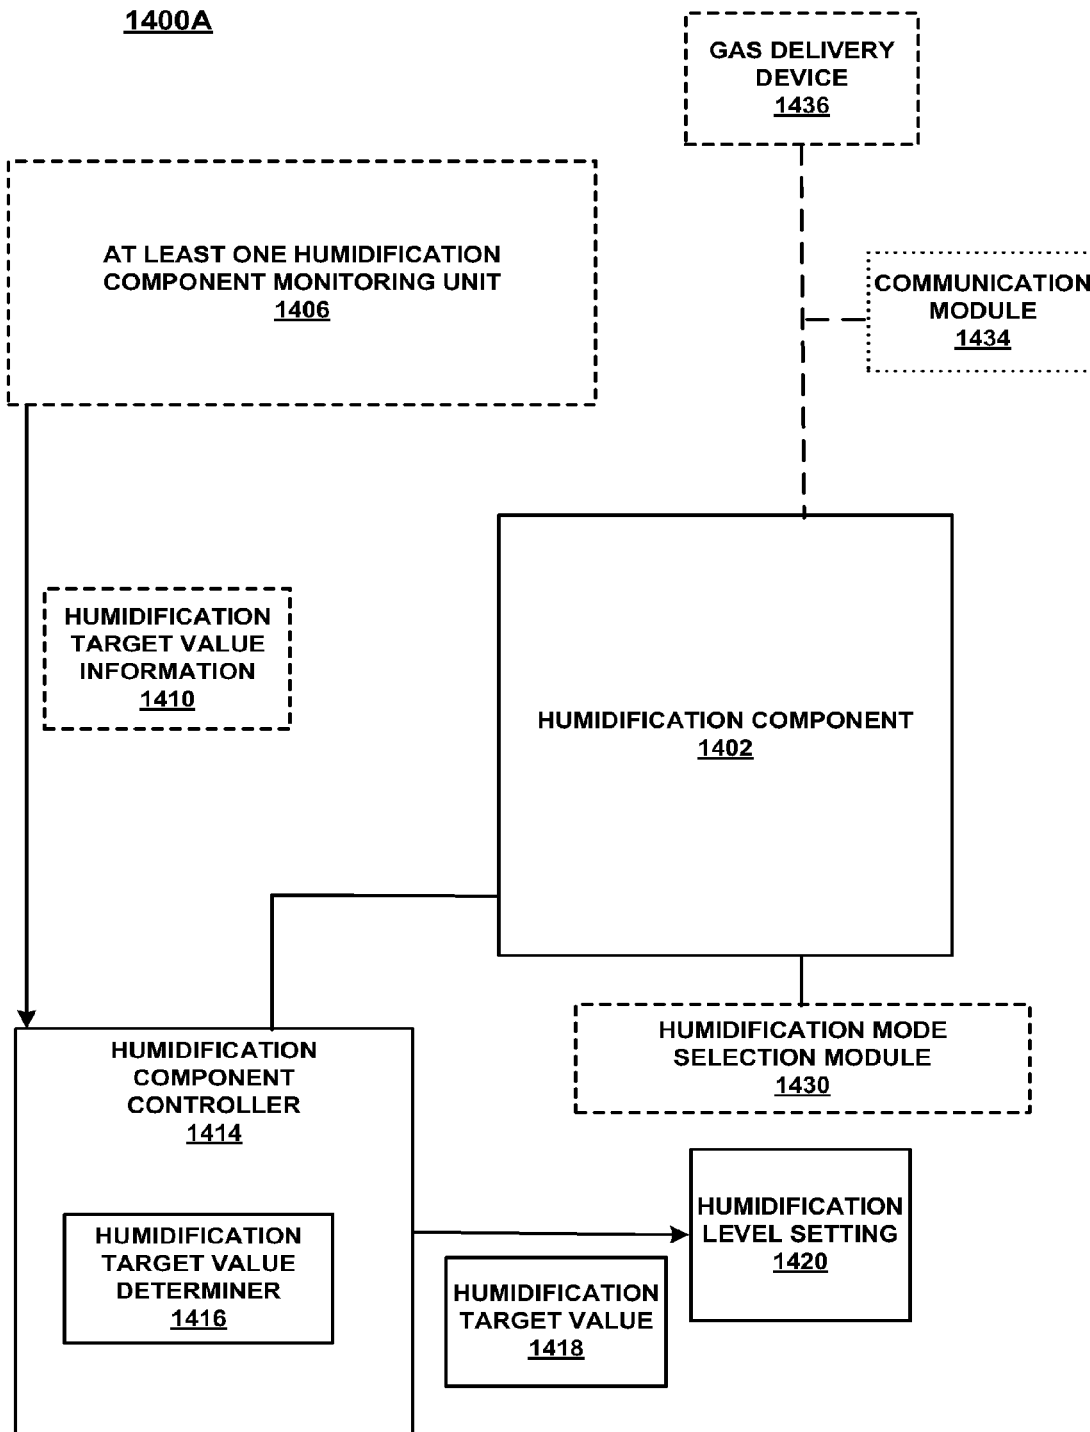 1400A
GAS DELIVERY
DEVICE
1436
AT LEAST ONE HUMIDIFICATION
COMPONENT MONITORING UNIT
1406
COMMUNICATION
MODULE
1434
HUMIDIFICATION
TARGET VALUE
INFORMATION
1410
HUMIDIFICATION COMPONENT
1402
HUMIDIFICATION MODE
SELECTION MODULE
1430
HUMIDIFICATION
COMPONENT
CONTROLLER
1414
HUMIDIFICATION
TARGET VALUE
DETERMINER
1416
HUMIDIFICATION
TARGET VALUE
1418
HUMIDIFICATION
LEVEL SETTING
1420